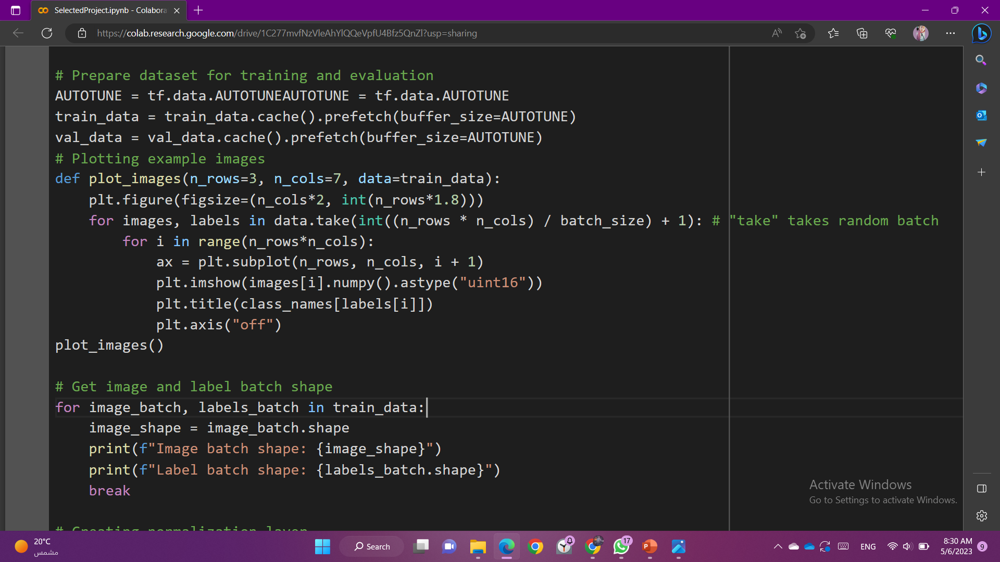 SelectedProject.ipynb - Colabora
https://colab.research.google.com/drive/1C277mvfNzVleAhYlQQeVpfU4Bfz5QnZl?usp=sharing
# Prepare dataset for training and evaluation
AUTOTUNE = tf.data.AUTOTUNEAUTOTUNE = tf.data.AUTOTUNE
train_data = train_data.cache().prefetch(buffer_size=AUTOTUNE)
val_data = val_data.cache().prefetch(buffer_size=AUTOTUNE)
# Plotting example images
def plot_images(n_rows=3, n_cols=7, data=train_data):
    plt.figure(figsize=(n_cols*2, int(n_rows*1.8)))
    for images, labels in data.take(int((n_rows * n_cols) / batch_size) + 1): # "take" takes random batch
        for i in range(n_rows*n_cols):
            ax = plt.subplot(n_rows, n_cols, i + 1)
            plt.imshow(images[i].numpy().astype("uint16"))
            plt.title(class_names[labels[i]])
            plt.axis("off")
plot_images()
# Get image and label batch shape
for image_batch, labels_batch in train_data:
    image_shape = image_batch.shape
    print(f"Image batch shape: {image_shape}")
    print(f"Label batch shape: {labels_batch.shape}")
    break
# Creating normalization layer
Activate Windows
Go to Settings to activate Windows.
20°C
مشمس
Search
17
ENG
8:30 AM
5/6/2023
9